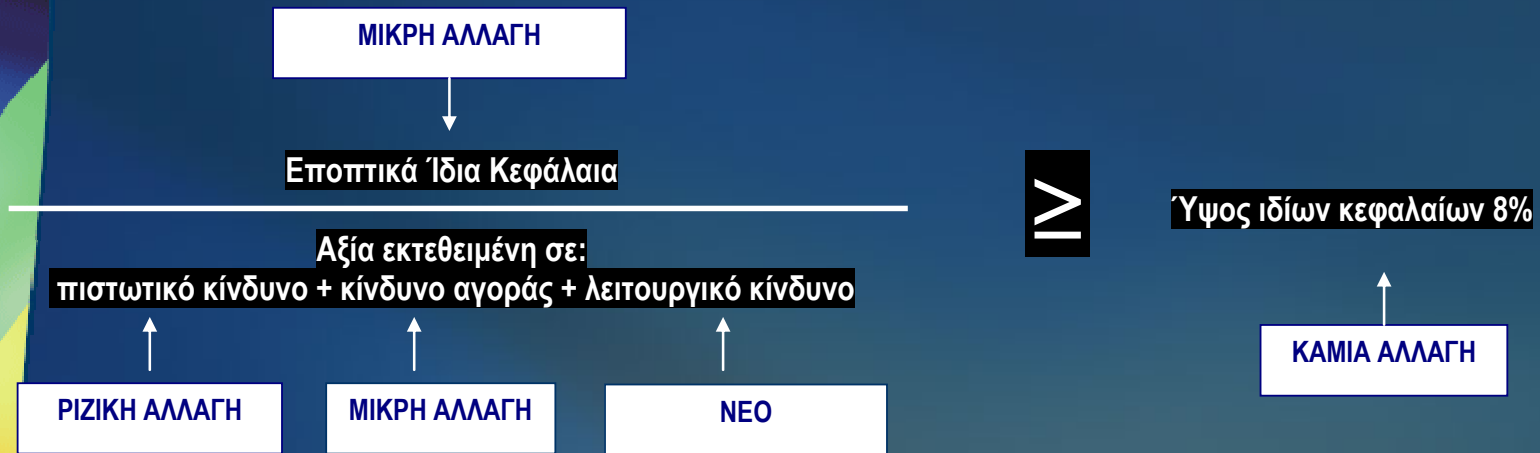 ΜΙΚΡΗ ΑΛΛΑΓΗ
Εποπτικά Ίδια Κεφάλαια
Αξία εκτεθειμένη σε:
πιστωτικό κίνδυνο + κίνδυνο αγοράς + λειτουργικό κίνδυνο
≥
Ύψος ιδίων κεφαλαίων 8%
ΡΙΖΙΚΗ ΑΛΛΑΓΗ
ΜΙΚΡΗ ΑΛΛΑΓΗ
ΝΕΟ
ΚΑΜΙΑ ΑΛΛΑΓΗ